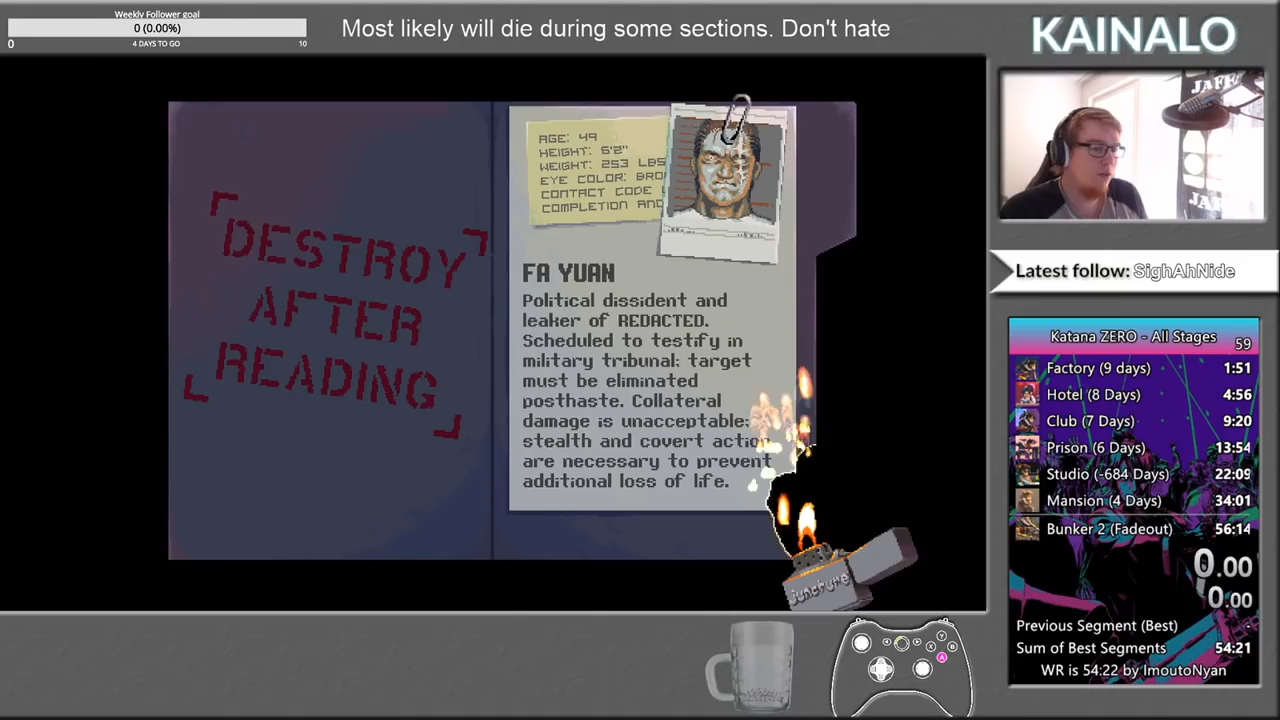 Weekly Follower goal
0 (0.00%)
0
4 DAYS TO GO
10
Most likely will die during some sections. Don't hate
KAINALO
DESTROY
AFTER
READING
AGE: 49
HEIGHT: 6'2"
WEIGHT: 253 LBS
EYE COLOR: BRO
CONTACT CODE
COMPLETION AND
FA YUAN
Political dissident and
leaker of REDACTED.
Scheduled to testify in
military tribunal: target
must be eliminated
posthaste. Collateral
damage is unacceptable:
stealth and covert action
are necessary to prevent
additional loss of life.
juncture
Latest follow: SighAhNide
Katana ZERO - All Stages
59
Factory (9 days) 1:51
Hotel (8 Days) 4:56
Club (7 Days) 9:20
Prison (6 Days) 13:54
Studio (-684 Days) 22:09
Mansion (4 Days) 34:01
Bunker 2 (Fadeout) 56:14
0.00
0.00
Previous Segment (Best) -
Sum of Best Segments 54:21
WR is 54:22 by ImoutoNyan
Y
X
B
A